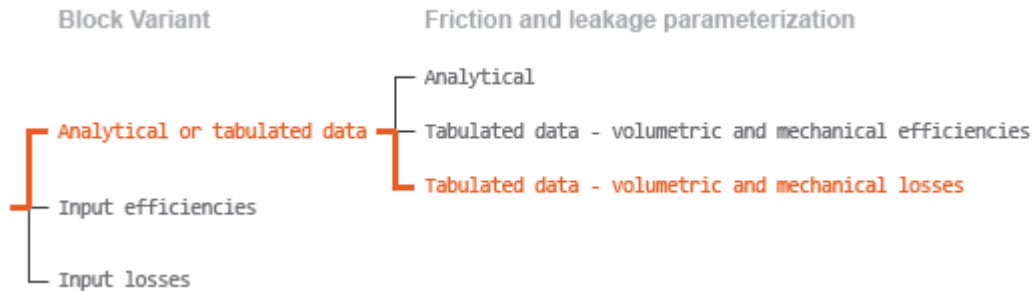 Block Variant
Friction and leakage parameterization
Analytical
Analytical or tabulated data
Tabulated data - volumetric and mechanical efficiencies
Tabulated data - volumetric and mechanical losses
Input efficiencies
Input losses